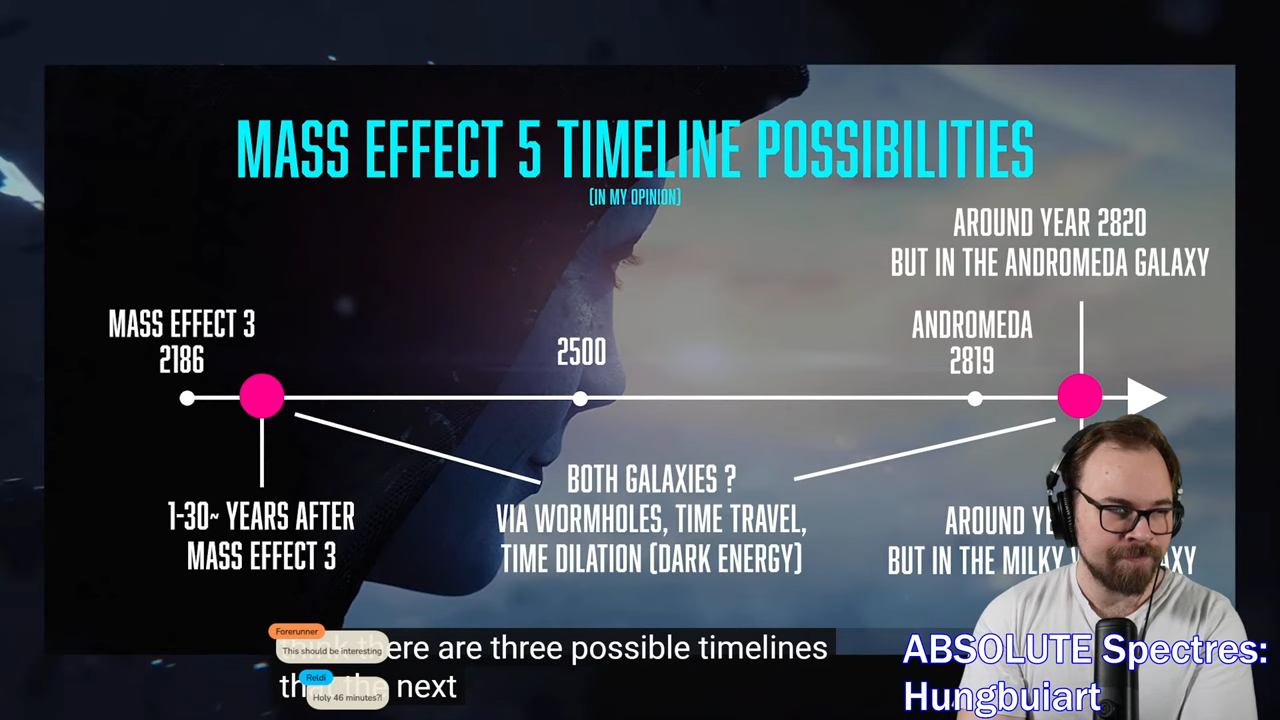 MASS EFFECT 5 TIMELINE POSSIBILITIES
(IN MY OPINION)
AROUND YEAR 2820
BUT IN THE ANDROMEDA GALAXY
MASS EFFECT 3
2186
2500
ANDROMEDA
2819
BOTH GALAXIES ?
VIA WORMHOLES, TIME TRAVEL,
TIME DILATION (DARK ENERGY)
1-30~ YEARS AFTER
MASS EFFECT 3
AROUND
BUT IN THE MILKY
Forerunner
This should be interesting
there are three possible timelines
that the next
Reldi
Holy 46 minutes?!
ABSOLUTE Spectres:
Hungbuiart